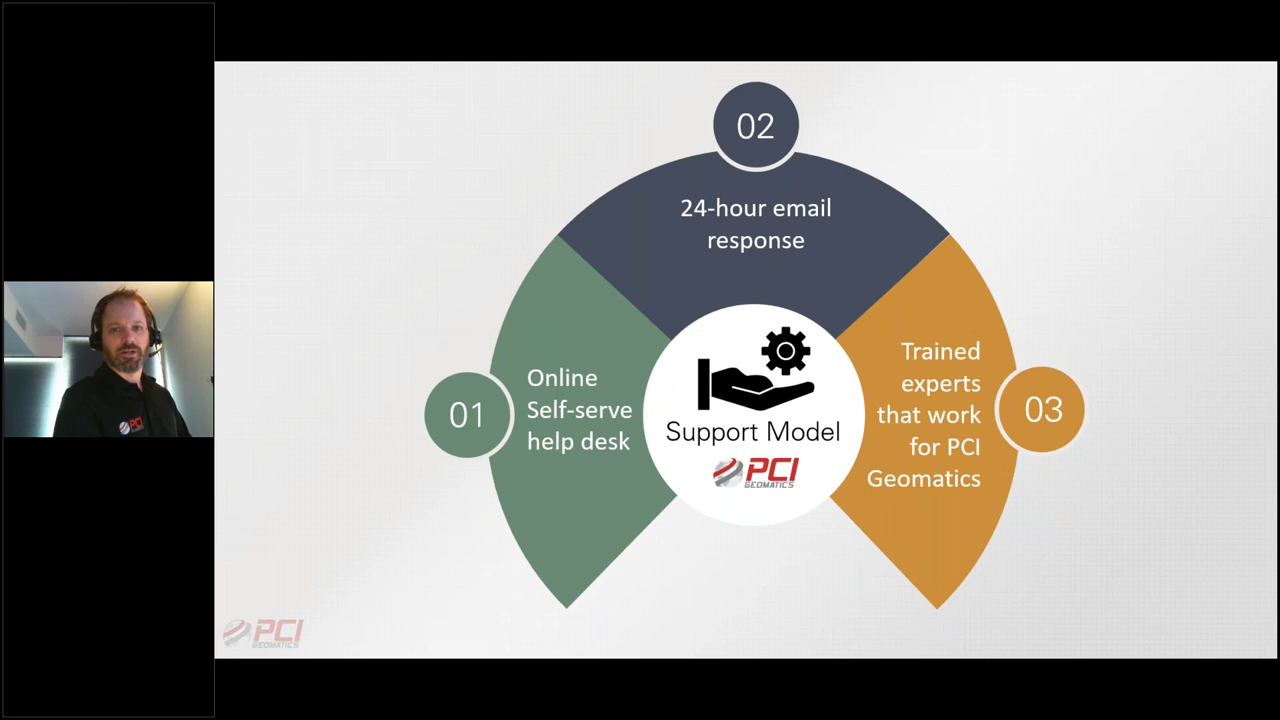 02
24-hour email
response
01
Online
Self-serve
help desk
Support Model
PCI
GEOMATICS
Trained
experts
that work
for PCI
Geomatics
03
PCI
GEOMATICS
PCI